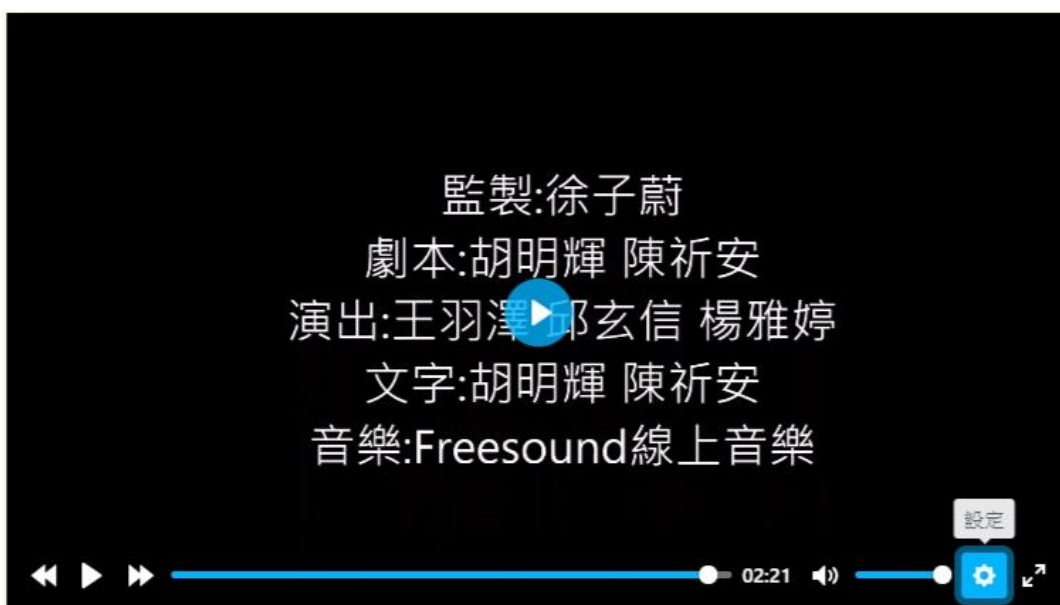 監製:徐子蔚
劇本:胡明輝 陳祈安
演出:王羽澤 邱玄信 楊雅婷
文字:胡明輝 陳祈安
音樂:Freesound線上音樂
設定
02:21